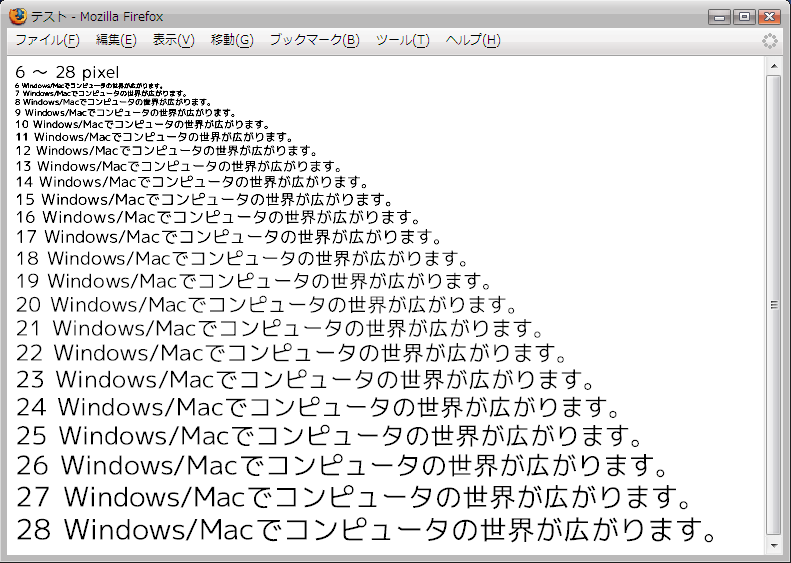 テスト - Mozilla Firefox
ファイル(F) 編集(E) 表示(V) 移動(G) ブックマーク(B) ツール(T) ヘルプ(H)
6 ～ 28 pixel
6 Windows/Macでコンピュータの世界が広がります。
7 Windows/Macでコンピュータの世界が広がります。
8 Windows/Macでコンピュータの世界が広がります。
9 Windows/Macでコンピュータの世界が広がります。
10 Windows/Macでコンピュータの世界が広がります。
11 Windows/Macでコンピュータの世界が広がります。
12 Windows/Macでコンピュータの世界が広がります。
13 Windows/Macでコンピュータの世界が広がります。
14 Windows/Macでコンピュータの世界が広がります。
15 Windows/Macでコンピュータの世界が広がります。
16 Windows/Macでコンピュータの世界が広がります。
17 Windows/Macでコンピュータの世界が広がります。
18 Windows/Macでコンピュータの世界が広がります。
19 Windows/Macでコンピュータの世界が広がります。
20 Windows/Macでコンピュータの世界が広がります。
21 Windows/Macでコンピュータの世界が広がります。
22 Windows/Macでコンピュータの世界が広がります。
23 Windows/Macでコンピュータの世界が広がります。
24 Windows/Macでコンピュータの世界が広がります。
25 Windows/Macでコンピュータの世界が広がります。
26 Windows/Macでコンピュータの世界が広がります。
27 Windows/Macでコンピュータの世界が広がります。
28 Windows/Macでコンピュータの世界が広がります。